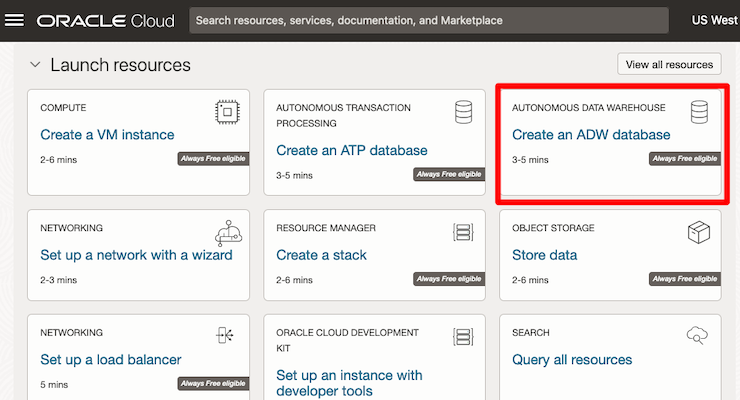 ORACLE Cloud
Search resources, services, documentation, and Marketplace
US West
Launch resources
View all resources
COMPUTE
Create a VM instance
2-6 mins
Always Free eligible
AUTONOMOUS TRANSACTION
PROCESSING
Create an ATP database
3-5 mins
Always Free eligible
AUTONOMOUS DATA WAREHOUSE
Create an ADW database
3-5 mins
Always Free eligible
NETWORKING
Set up a network with a wizard
2-3 mins
RESOURCE MANAGER
Create a stack
2-6 mins
Always Free eligible
OBJECT STORAGE
Store data
2-6 mins
Always Free eligible
NETWORKING
Set up a load balancer
5 mins
Always Free eligible
ORACLE CLOUD DEVELOPMENT
KIT
Set up an instance with
developer tools
SEARCH
Query all resources